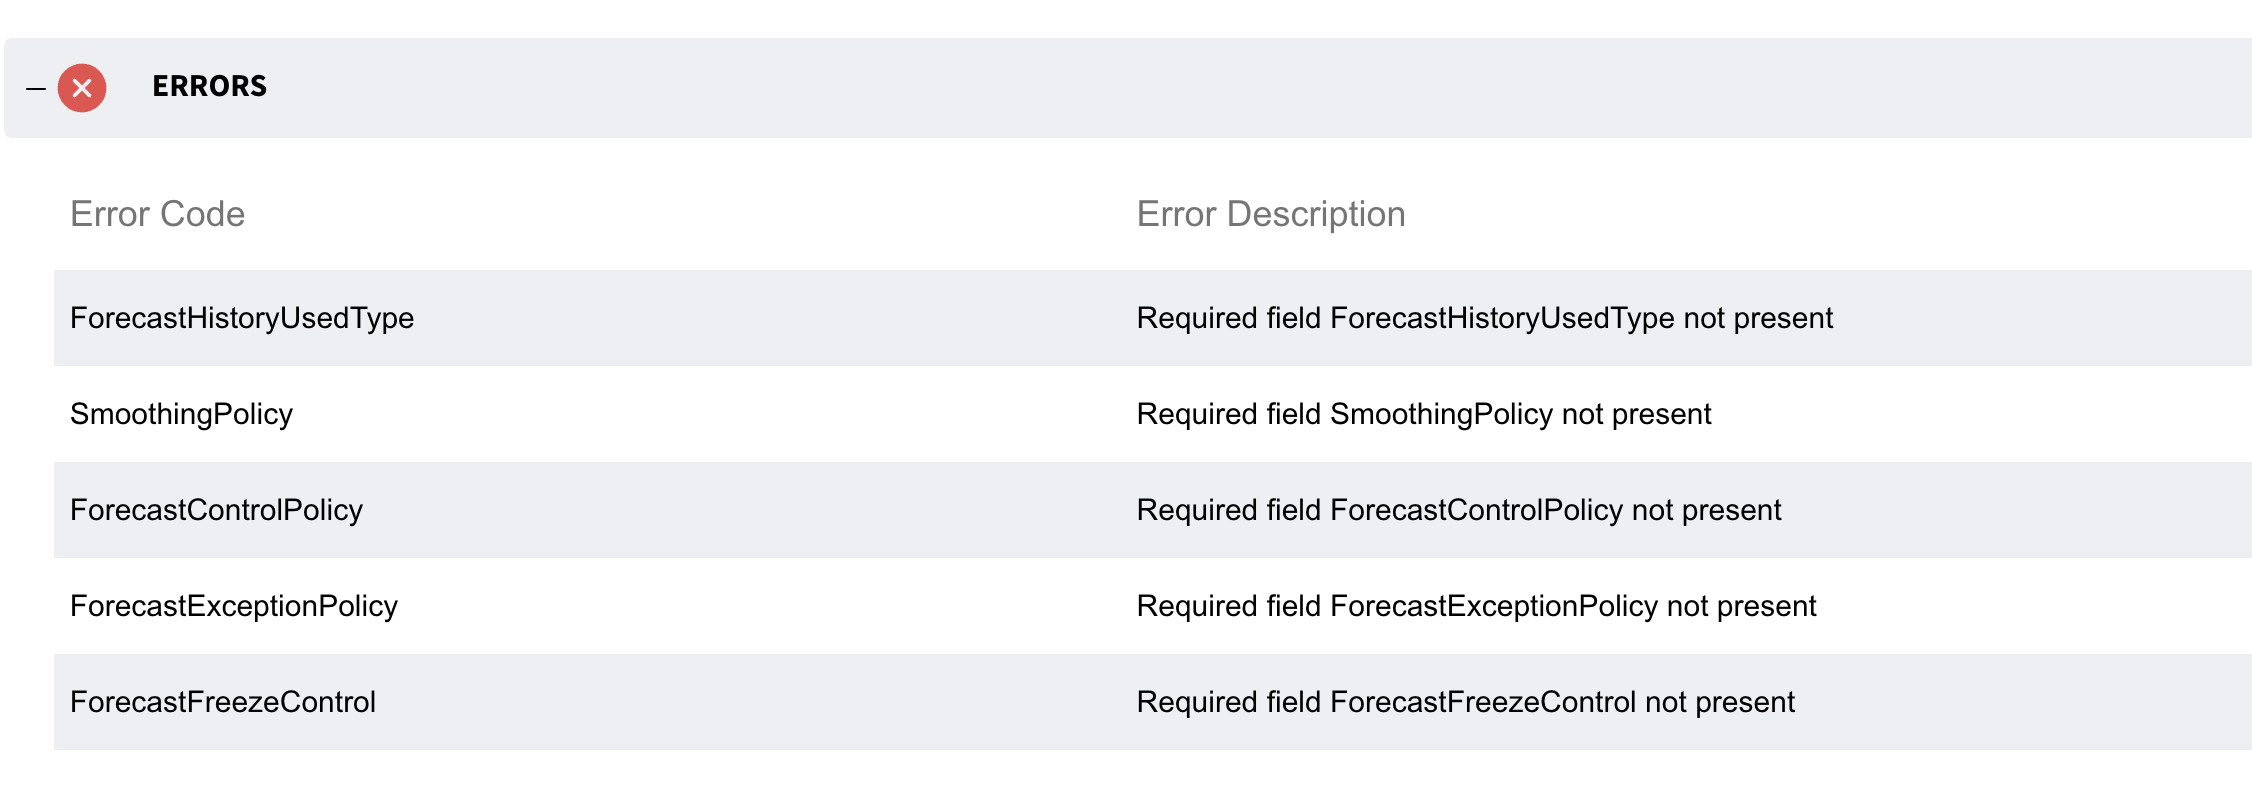 ERRORS
Error Code Error Description
ForecastHistoryUsedType Required field ForecastHistoryUsedType not present
SmoothingPolicy Required field SmoothingPolicy not present
ForecastControlPolicy Required field ForecastControlPolicy not present
ForecastExceptionPolicy Required field ForecastExceptionPolicy not present
ForecastFreezeControl Required field ForecastFreezeControl not present